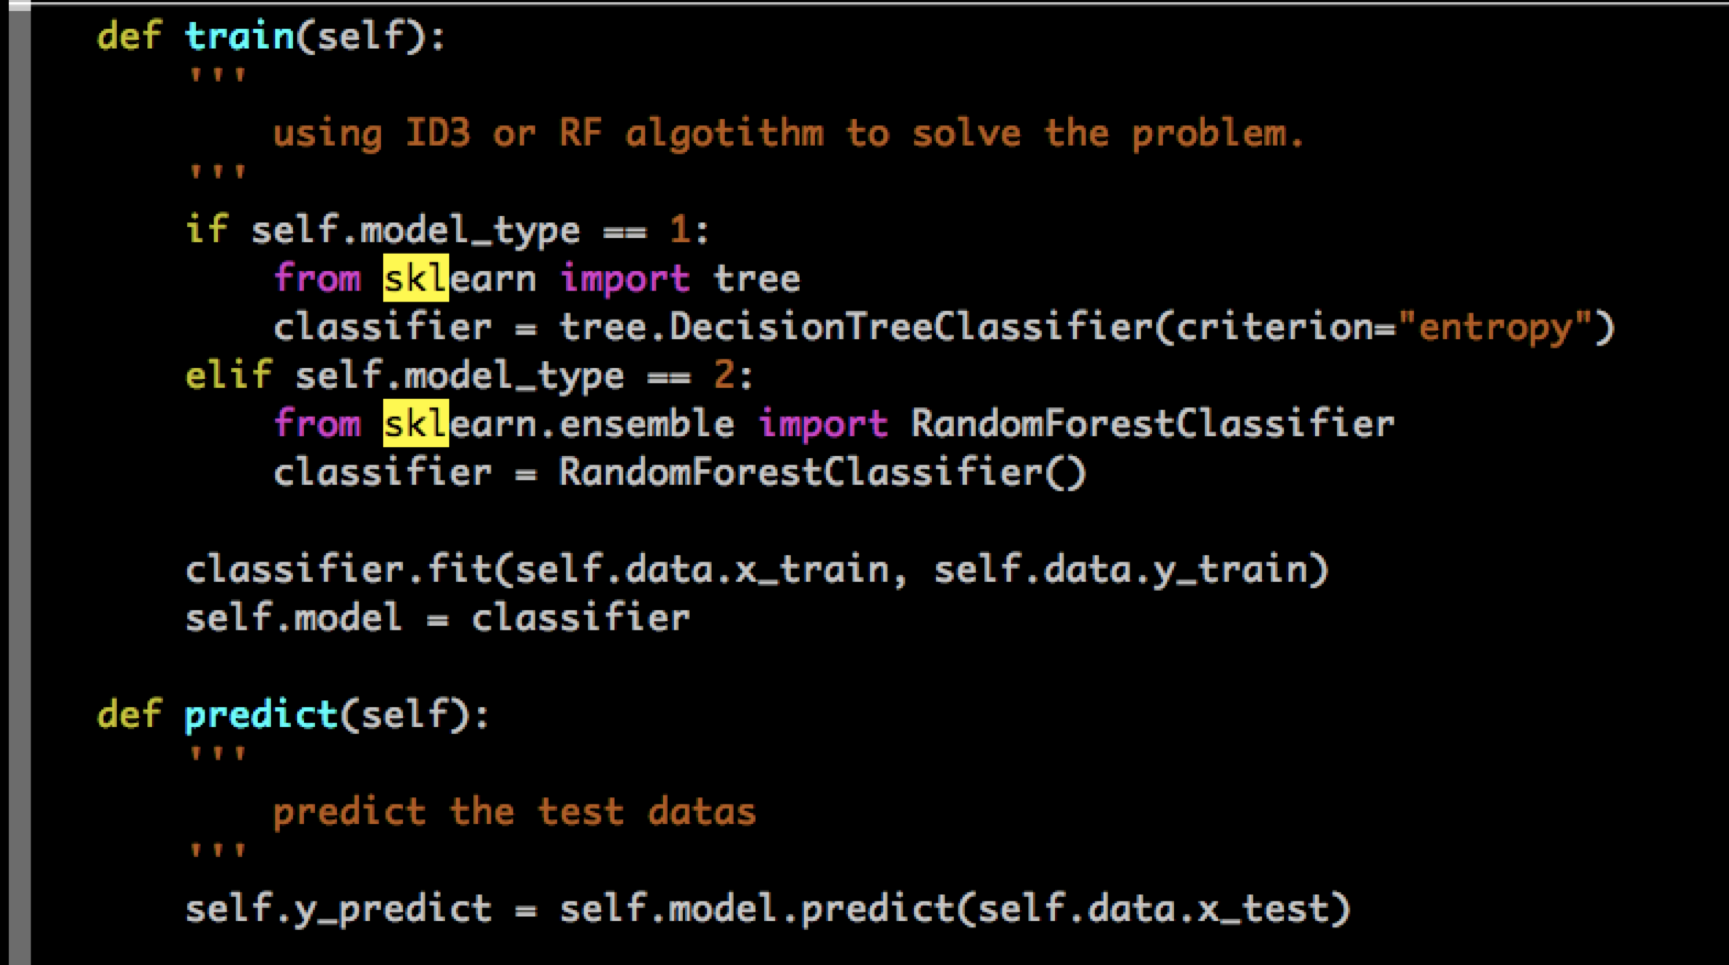 def train(self):
'''
using ID3 or RF algotithm to solve the problem.
'''
if self.model_type == 1:
from sklearn import tree
classifier = tree.DecisionTreeClassifier(criterion="entropy")
elif self.model_type == 2:
from sklearn.ensemble import RandomForestClassifier
classifier = RandomForestClassifier()
classifier.fit(self.data.x_train, self.data.y_train)
self.model = classifier
def predict(self):
'''
predict the test datas
'''
self.y_predict = self.model.predict(self.data.x_test)